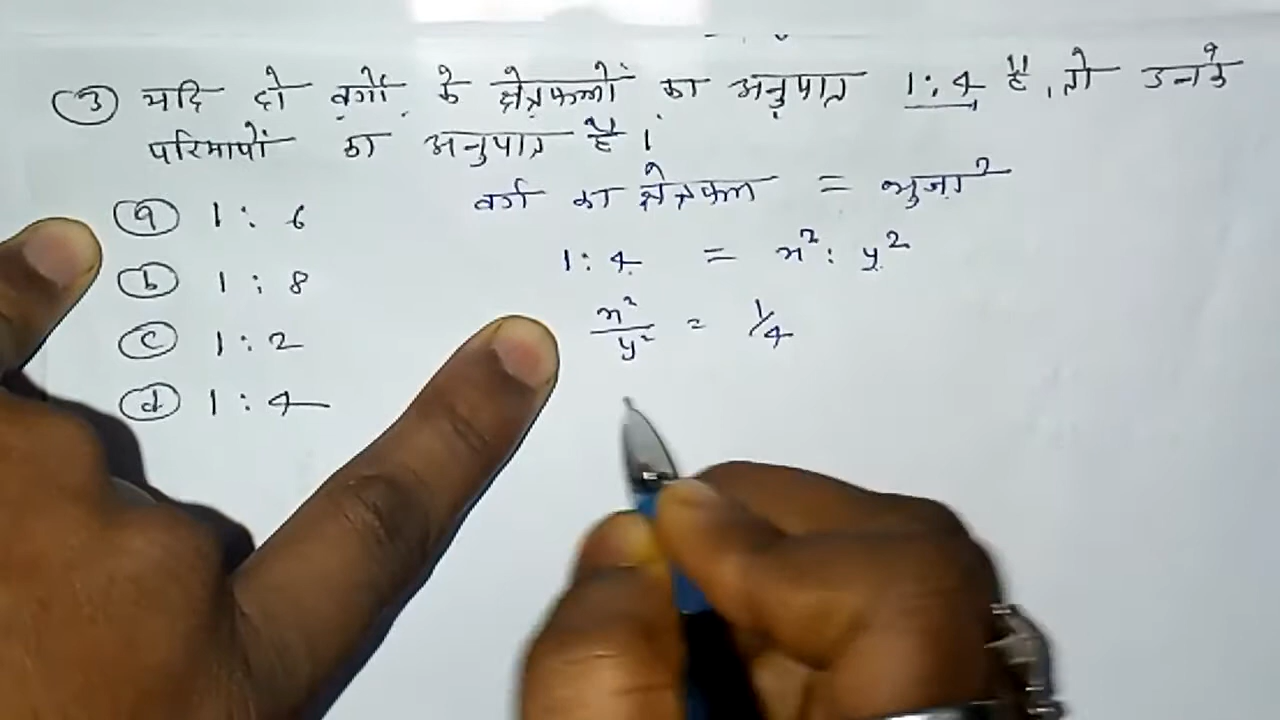 ③ यदि दो वर्गों के क्षेत्रफलों का अनुपात 1:4 है, तो उनके
परिमापों का अनुपात है।
वर्ग का क्षेत्रफल = भुजा²
ⓐ 1 : 6
1:4 = x² : y²
ⓑ 1 : 8
x²/y² = 1/4
ⓒ 1 : 2
ⓓ 1 : 4